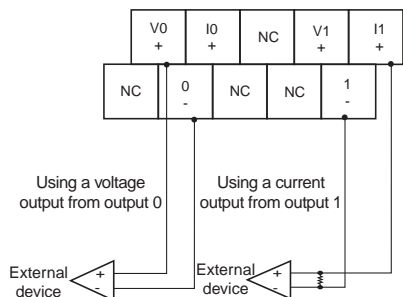 V0 I0 NC V1 I1
+ + + +
NC 0 NC NC 1
- -
Using a voltage
output from output 0
Using a current
output from output 1
External
device
+
-
External
device
+
-